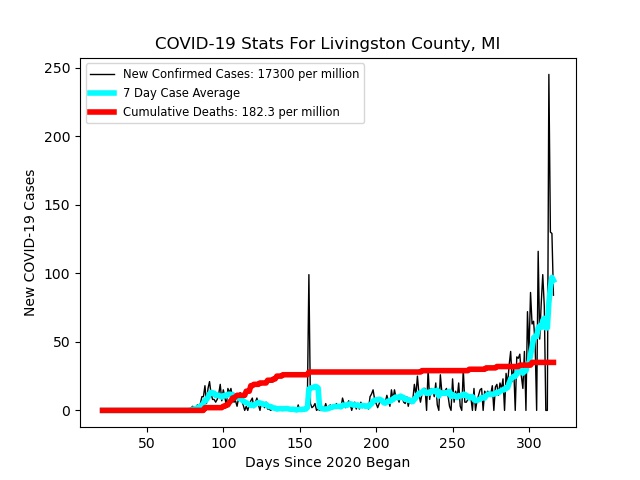 COVID-19 Stats For Livingston County, MI
New Confirmed Cases: 17300 per million
7 Day Case Average
Cumulative Deaths: 182.3 per million
New COVID-19 Cases
250
200
150
100
50
0
50 100 150 200 250 300
Days Since 2020 Began